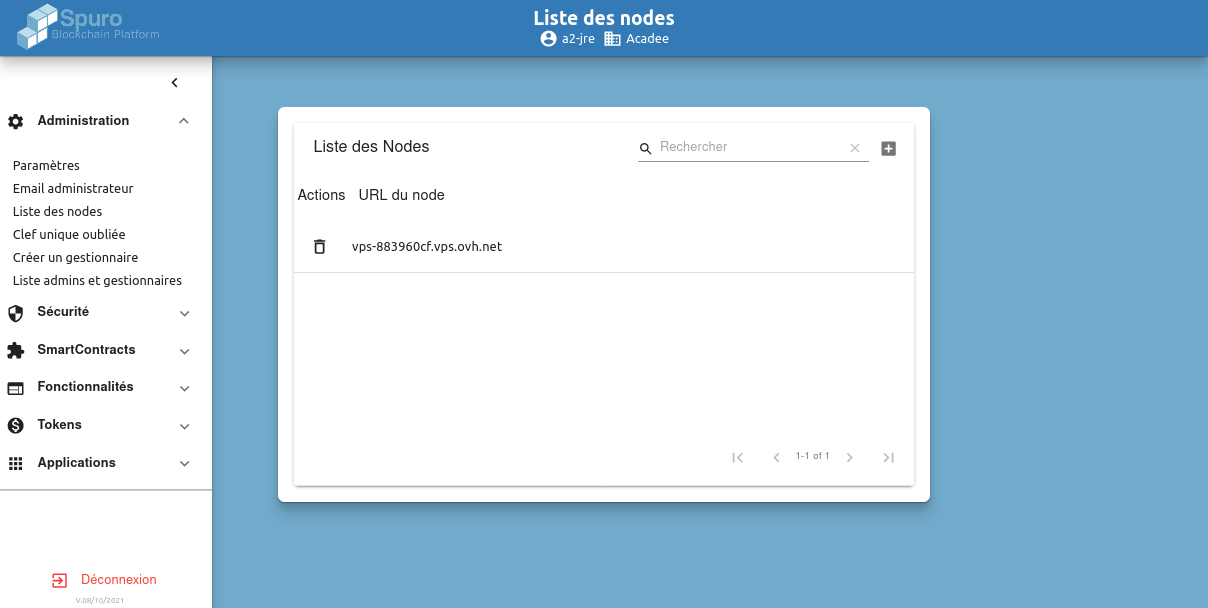 Spuro
Blockchain Platform
Liste des nodes
a2-jre Acadee
Administration
Paramètres
Email administrateur
Liste des nodes
Clef unique oubliée
Créer un gestionnaire
Liste admins et gestionnaires
Sécurité
SmartContracts
Fonctionnalités
Tokens
Applications
Déconnexion
V.08/10/2021
Liste des Nodes
Rechercher
Actions URL du node
vps-883960cf.vps.ovh.net
1-1 of 1